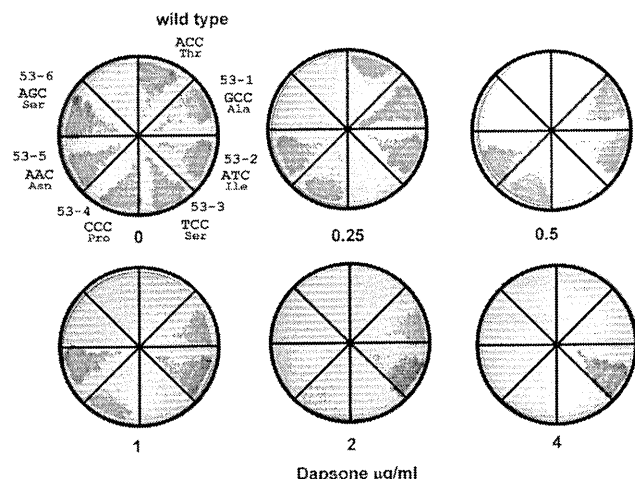 wild type
ACC
Thr
53-6
AGC
Ser
53-1
GCC
Ala
53-5
AAC
Asn
53-2
ATC
Ile
53-4
CCC
Pro
53-3
TCC
Ser
0
0.25
0.5
1
2
4
Dapsone µg/ml